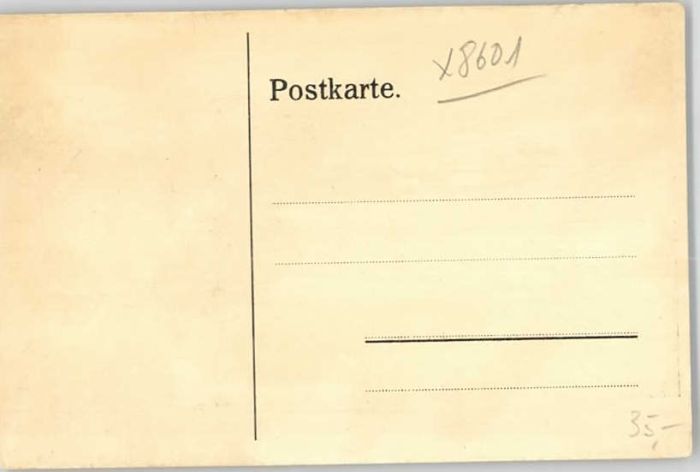 x8601
Postkarte.
35,-